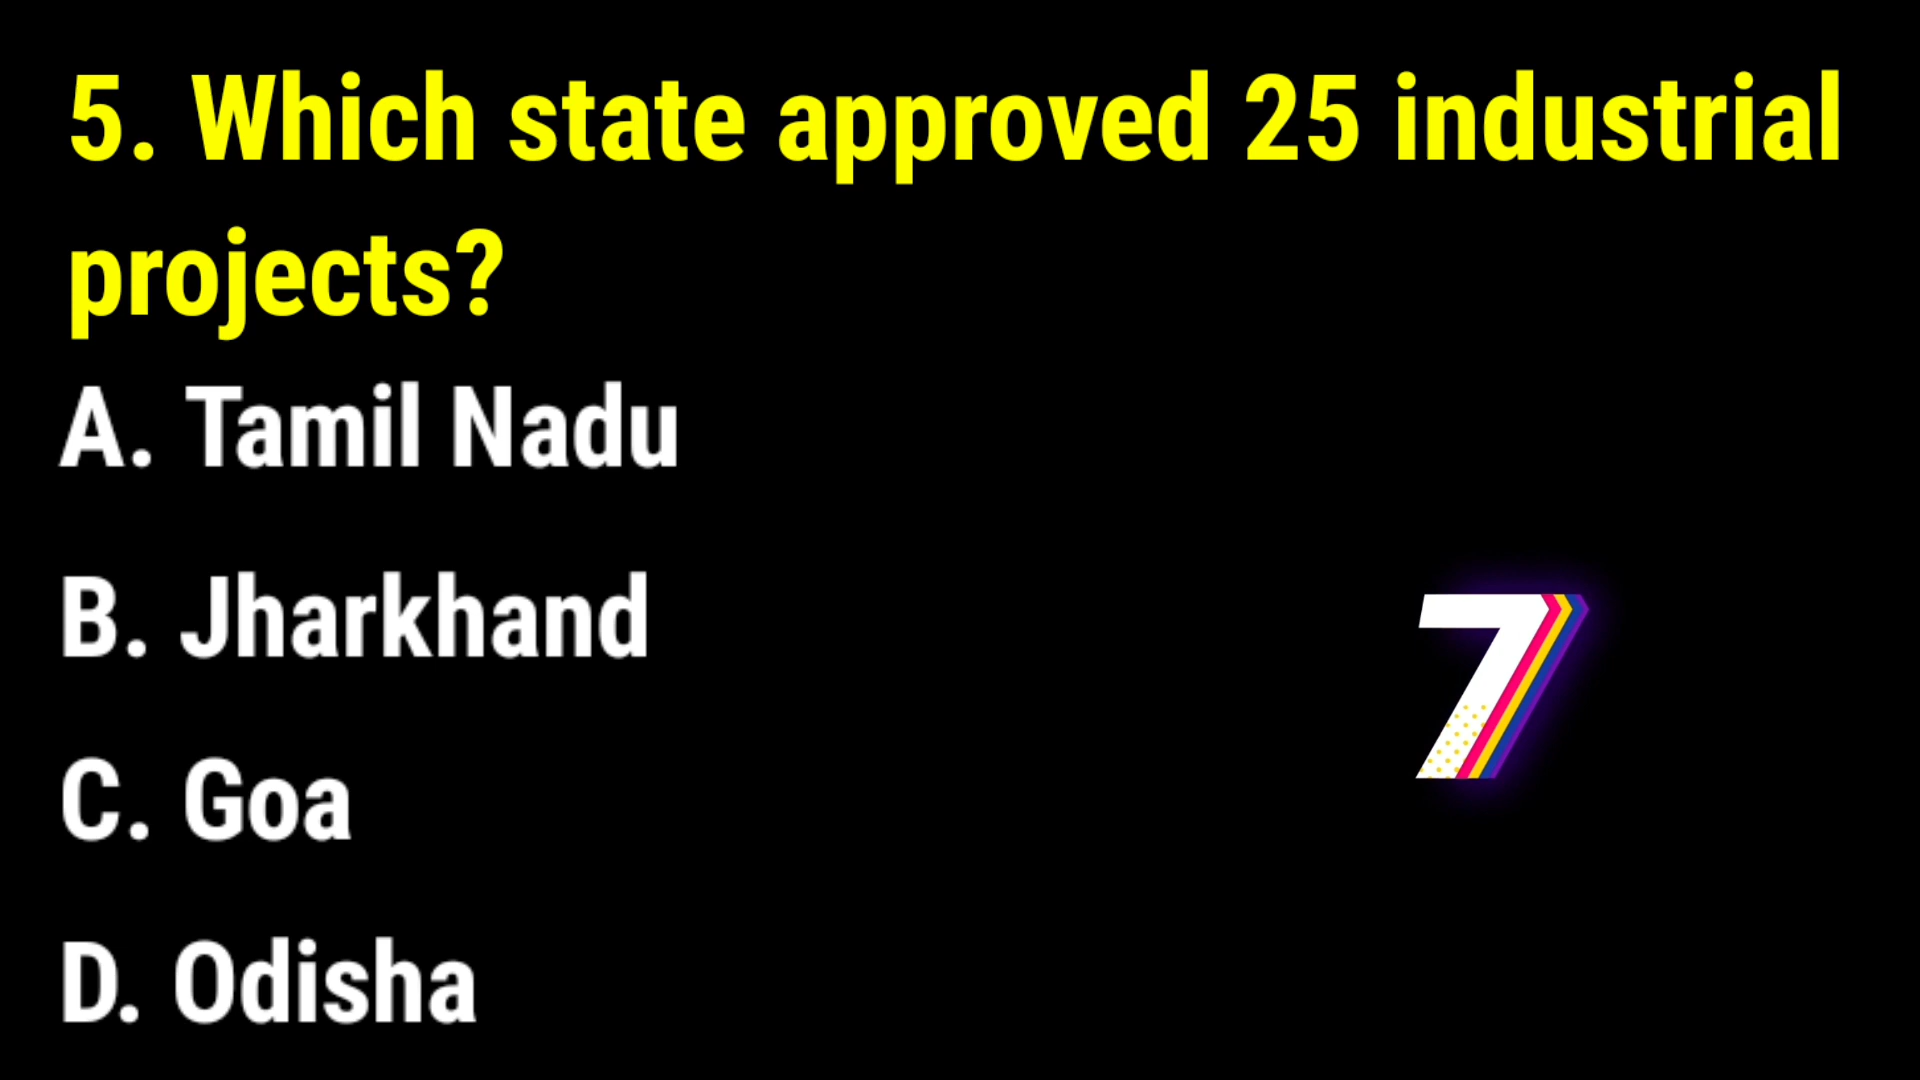 5. Which state approved 25 industrial
projects?
A. Tamil Nadu
B. Jharkhand
7
C. Goa
D. Odisha